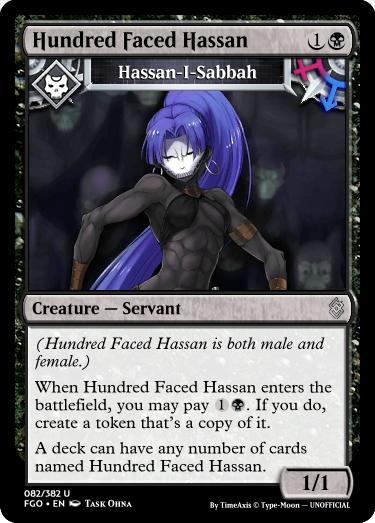 Hundred Faced Hassan 1
Hassan-I-Sabbah
Creature — Servant
(Hundred Faced Hassan is both male and
female.)
When Hundred Faced Hassan enters the
battlefield, you may pay 1 . If you do,
create a token that's a copy of it.
A deck can have any number of cards
named Hundred Faced Hassan.
1/1
082/382 U
FGO • EN Task Ohna
By TimeAxis © Type-Moon — UNOFFICIAL